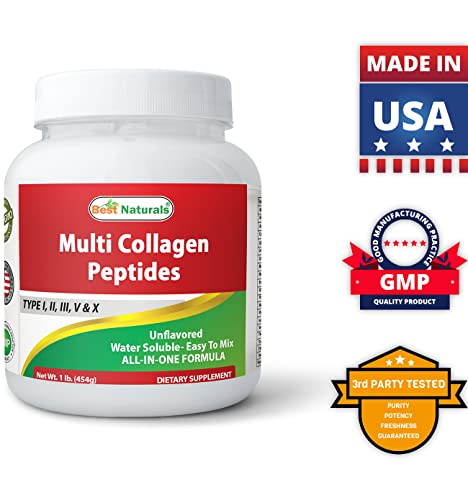 Best Naturals®
Multi Collagen
Peptides
TYPE I, II, III, V & X
Unflavored
Water Soluble- Easy To Mix
ALL-IN-ONE FORMULA
Net Wt. 1 lb. (454g)
DIETARY SUPPLEMENT
MADE IN
USA
GOOD MANUFACTURING PRACTICE
GMP
QUALITY PRODUCT
3rd PARTY TESTED
PURITY
POTENCY
FRESHNESS
GUARANTEED